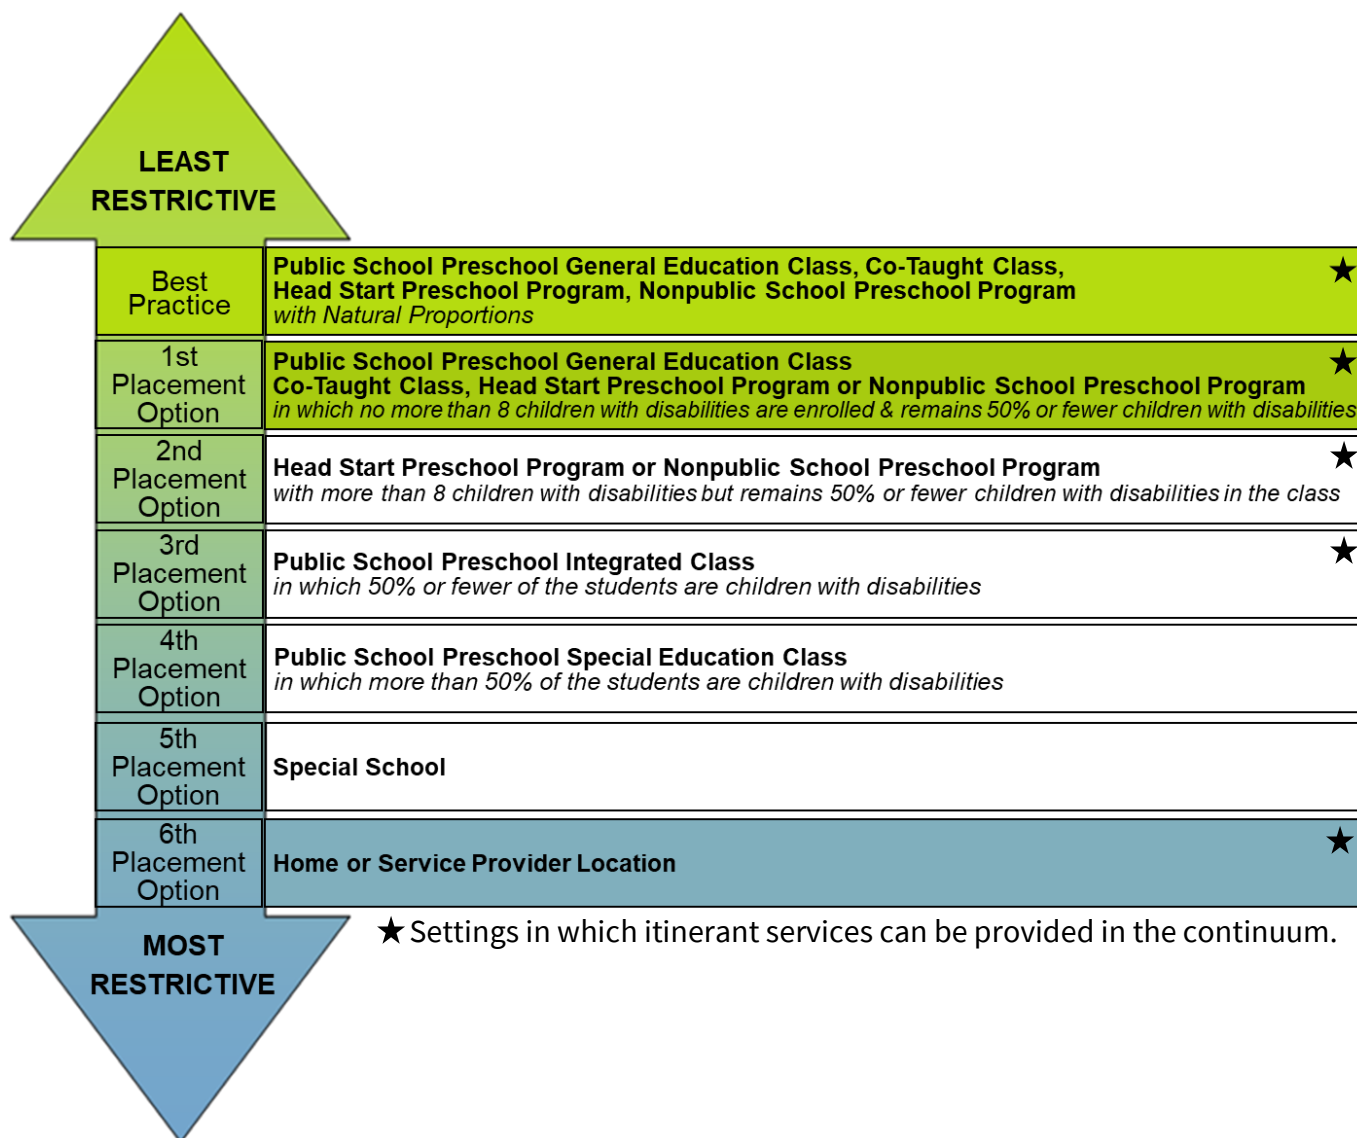 LEAST
RESTRICTIVE
Best
Practice
Public School Preschool General Education Class, Co-Taught Class,
Head Start Preschool Program, Nonpublic School Preschool Program
with Natural Proportions
1st
Placement
Option
Public School Preschool General Education Class
Co-Taught Class, Head Start Preschool Program or Nonpublic School Preschool Program
in which no more than 8 children with disabilities are enrolled & remains 50% or fewer children with disabilities
2nd
Placement
Option
Head Start Preschool Program or Nonpublic School Preschool Program
with more than 8 children with disabilities but remains 50% or fewer children with disabilities in the class
3rd
Placement
Option
Public School Preschool Integrated Class
in which 50% or fewer of the students are children with disabilities
4th
Placement
Option
Public School Preschool Special Education Class
in which more than 50% of the students are children with disabilities
5th
Placement
Option
Special School
6th
Placement
Option
Home or Service Provider Location
★ Settings in which itinerant services can be provided in the continuum.
MOST
RESTRICTIVE